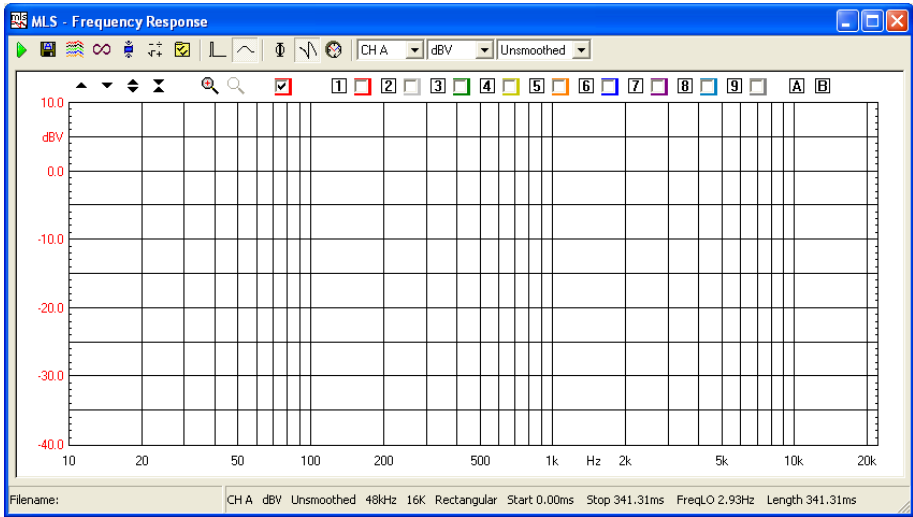 MLS - Frequency Response
CH A dBV Unsmoothed
1 2 3 4 5 6 7 8 9 A B
10.0
dBV
0.0
-10.0
-20.0
-30.0
-40.0
10 20 50 100 200 500 1k Hz 2k 5k 10k 20k
Filename: CH A dBV Unsmoothed 48kHz 16K Rectangular Start 0.00ms Stop 341.31ms FreqLO 2.93Hz Length 341.31ms